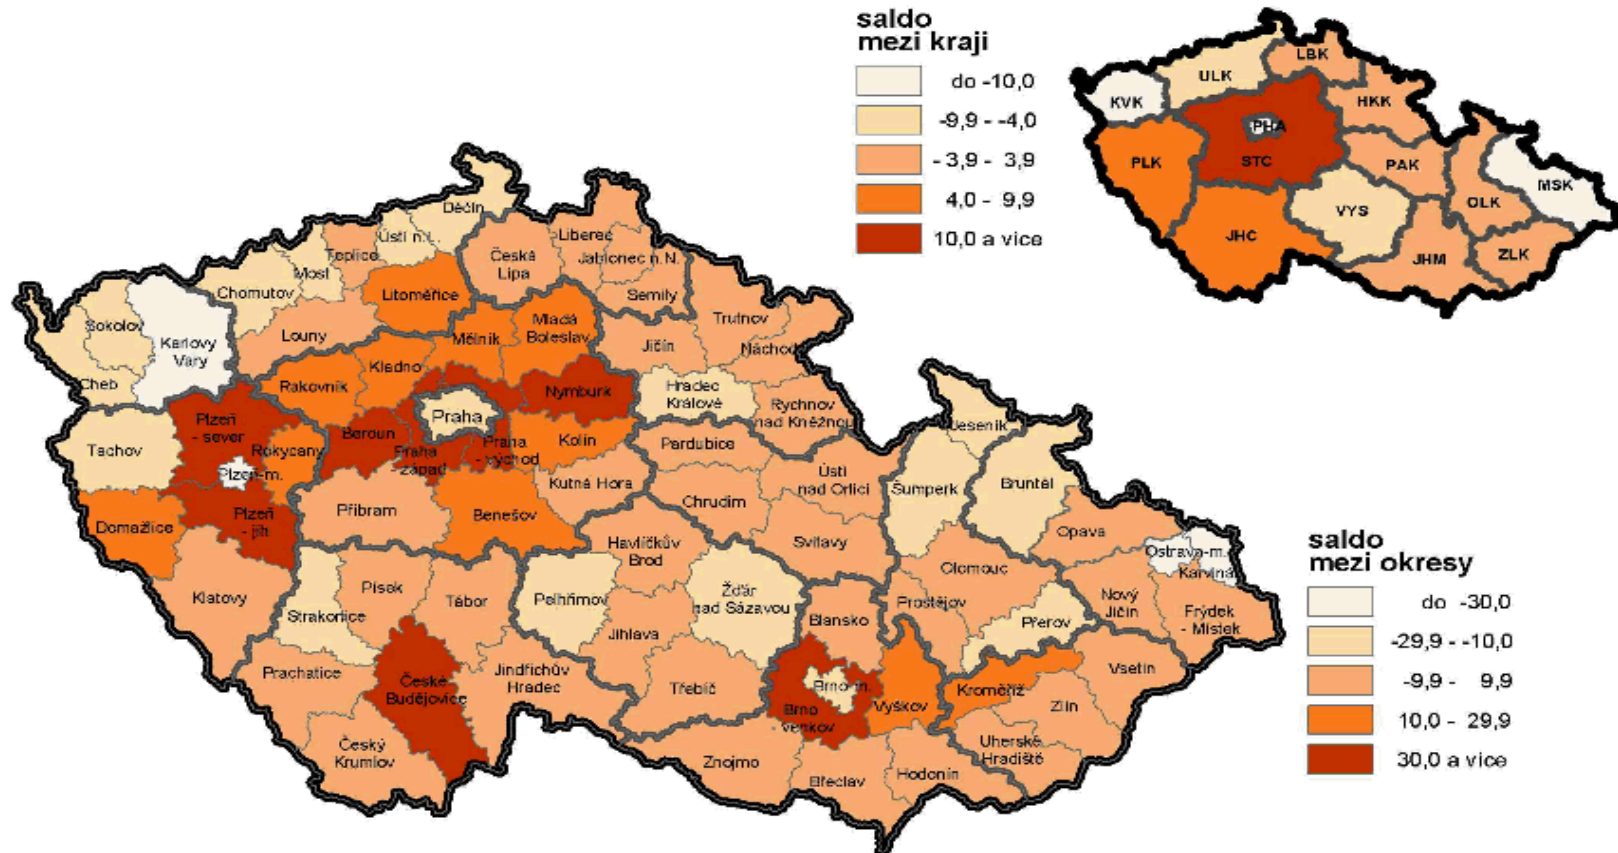 saldo
mezi kraji
do -10,0
-9,9 - -4,0
- 3,9 - 3,9
4,0 - 9,9
10,0 a více
LBK
ULK
KVK
HKK
PHA
PLK
STC
PAK
MSK
OLK
VYS
JHC
JHM
ZLK
Děčín
Ústí n.L.
Teplice
Liberec
Most
Česká
Lípa
Jablonec n.N.
Chomutov
Litoměřice
Semily
Sokolov
Karlovy
Vary
Louny
Mělník
Mladá
Boleslav
Trutnov
Jičín
Náchod
Cheb
Rakovník
Kladno
Nymburk
Hradec
Králové
Rychnov
nad Kněžnou
Praha
Plzeň
- sever
Beroun
Praha
- západ
Praha
- východ
Kolín
Pardubice
Jeseník
Tachov
Rokycany
Plzeň-m.
Kutná Hora
Ústí
nad Orlicí
Šumperk
Bruntál
Domažlice
Plzeň
- jih
Příbram
Benešov
Chrudim
Opava
Svitavy
Ostrava-m.
Karviná
Havlíčkův
Brod
Olomouc
Klatovy
Písek
Tábor
Pelhřimov
Žďár
nad Sázavou
Prostějov
Nový
Jičín
Frýdek
- Místek
Strakonice
Jihlava
Blansko
Přerov
Prachatice
České
Budějovice
Jindřichův
Hradec
Třebíč
Brno-m.
Brno
- venkov
Vyškov
Kroměříž
Vsetín
Zlín
Český
Krumlov
Znojmo
Břeclav
Hodonín
Uherské
Hradiště
saldo
mezi okresy
do -30,0
-29,9 - -10,0
-9,9 - 9,9
10,0 - 29,9
30,0 a více